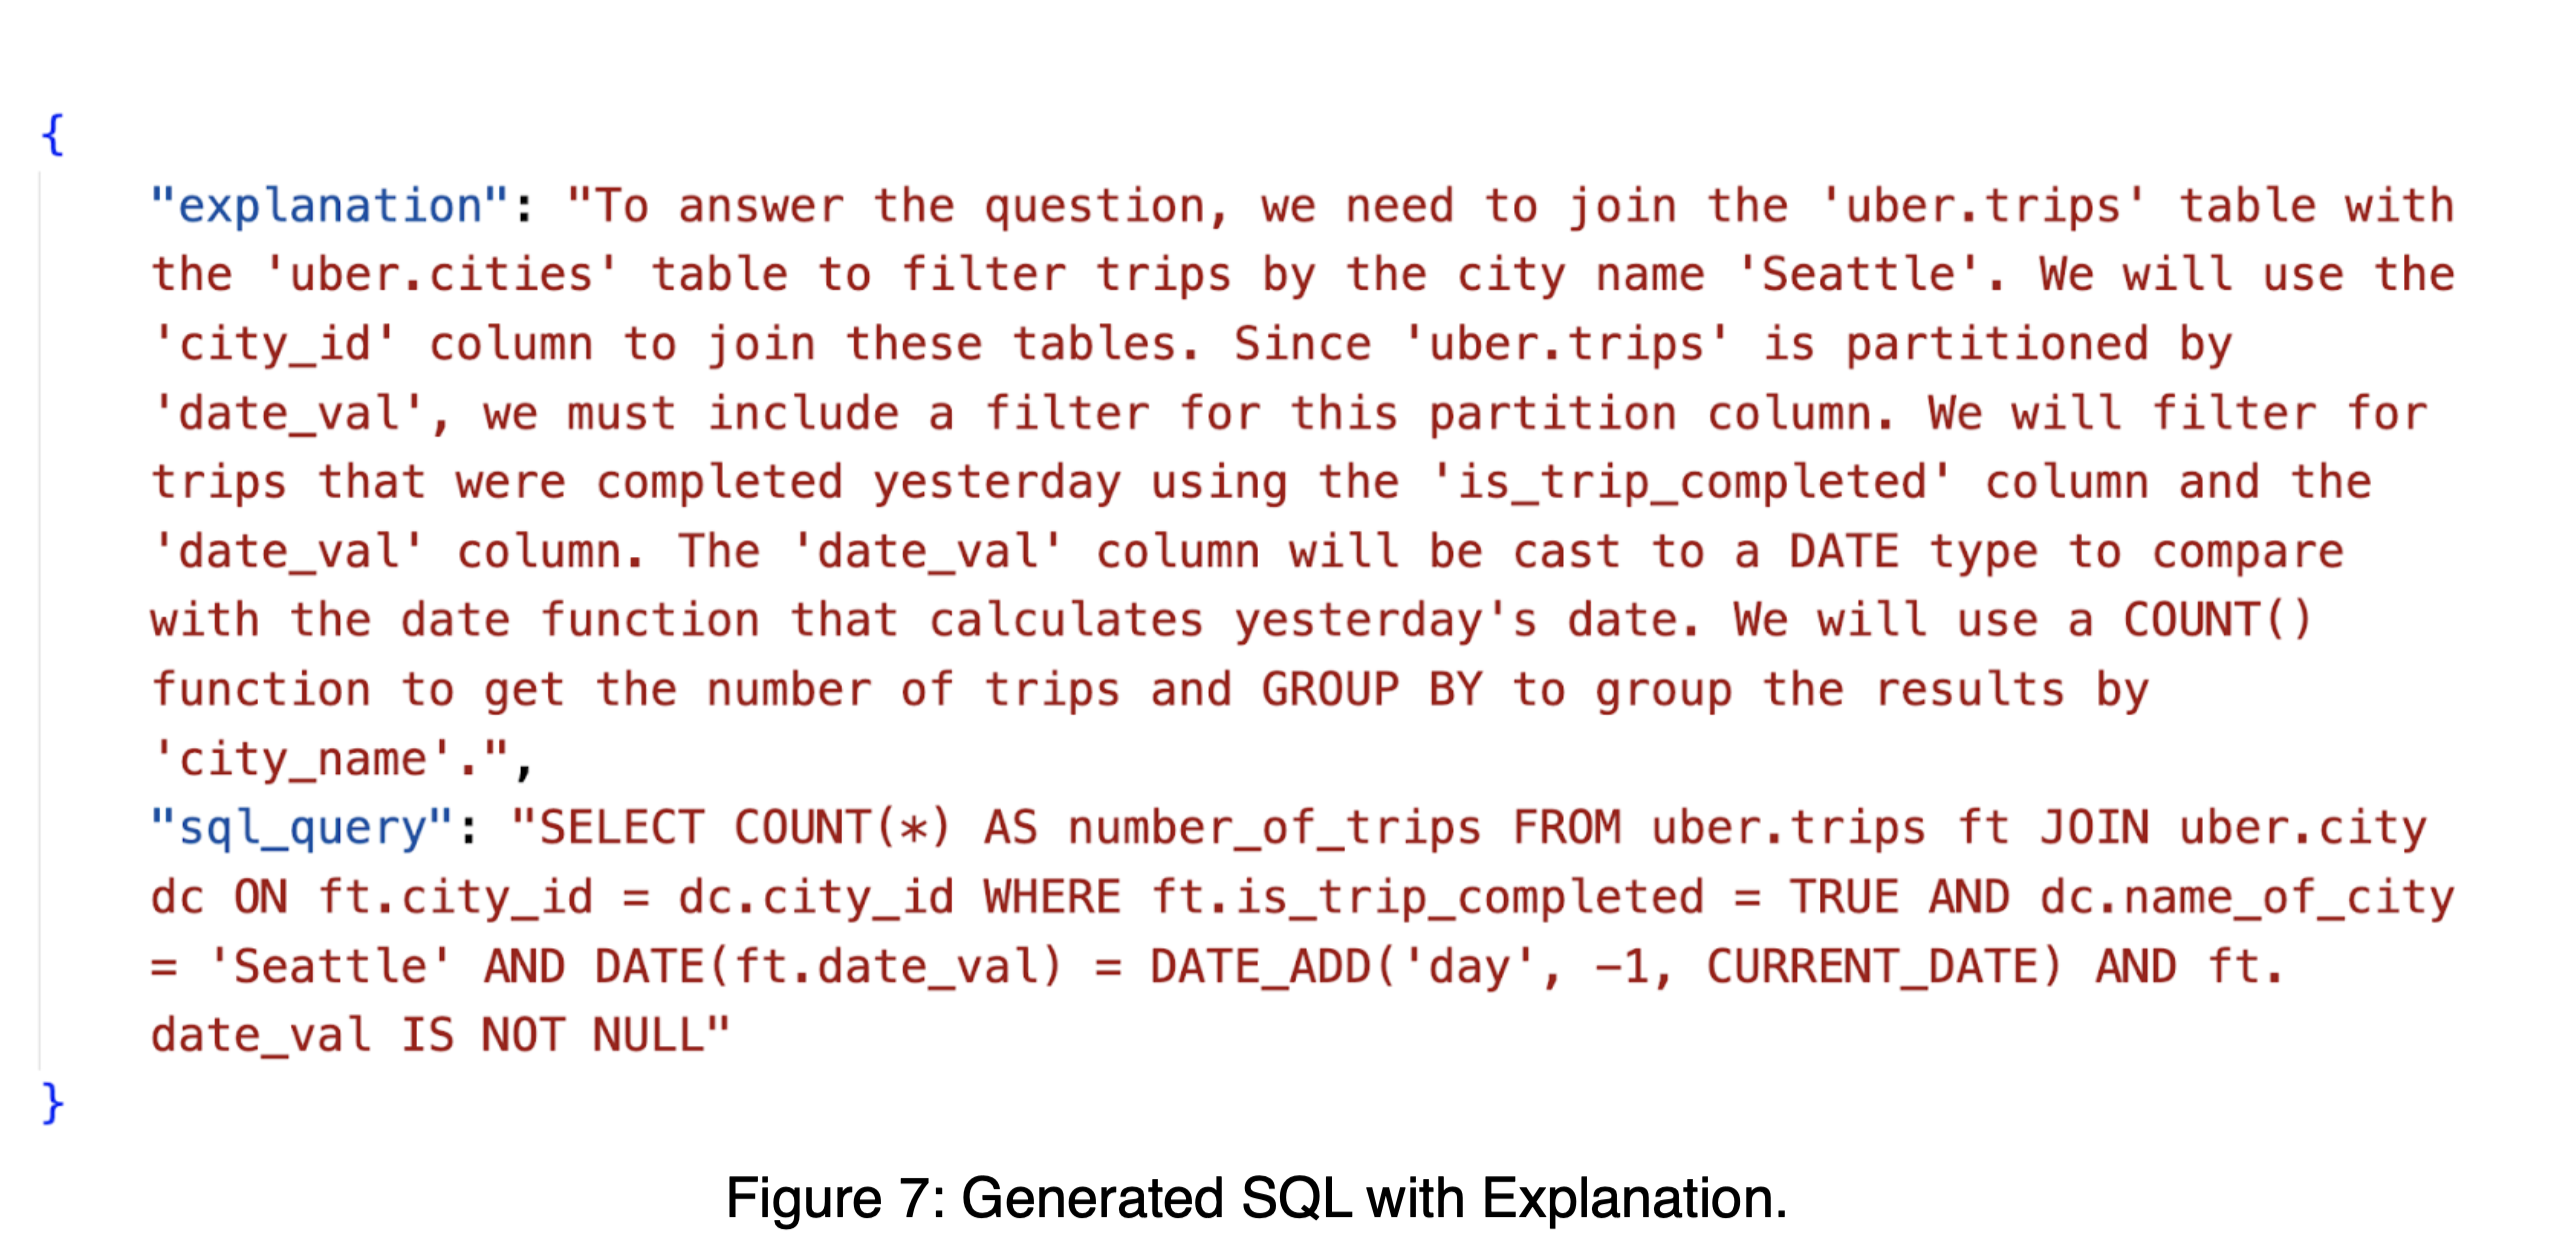 {
"explanation": "To answer the question, we need to join the 'uber.trips' table with
the 'uber.cities' table to filter trips by the city name 'Seattle'. We will use the
'city_id' column to join these tables. Since 'uber.trips' is partitioned by
'date_val', we must include a filter for this partition column. We will filter for
trips that were completed yesterday using the 'is_trip_completed' column and the
'date_val' column. The 'date_val' column will be cast to a DATE type to compare
with the date function that calculates yesterday's date. We will use a COUNT()
function to get the number of trips and GROUP BY to group the results by
'city_name'.",
"sql_query": "SELECT COUNT(*) AS number_of_trips FROM uber.trips ft JOIN uber.city
dc ON ft.city_id = dc.city_id WHERE ft.is_trip_completed = TRUE AND dc.name_of_city
= 'Seattle' AND DATE(ft.date_val) = DATE_ADD('day', -1, CURRENT_DATE) AND ft.
date_val IS NOT NULL"
}
Figure 7: Generated SQL with Explanation.